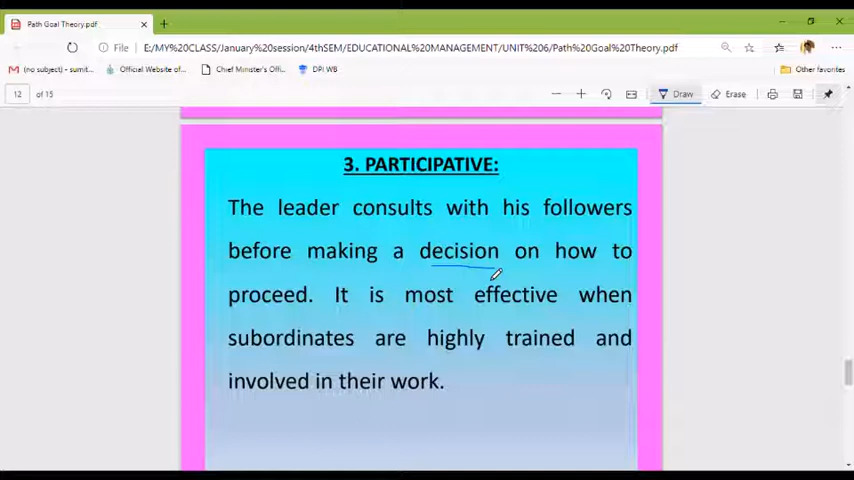 Path Goal Theory.pdf
File
E:/MY%20CLASS/January%20session/4thSEM/EDUCATIONAL%20MANAGEMENT/UNIT%206/Path%20Goal%20Theory.pdf
(no subject) - sumit...
Official Website of...
Chief Minister's Offi...
DPI WB
Other favorites
12 of 15
Draw
Erase
3. PARTICIPATIVE:
The leader consults with his followers
before making a decision on how to
proceed. It is most effective when
subordinates are highly trained and
involved in their work.